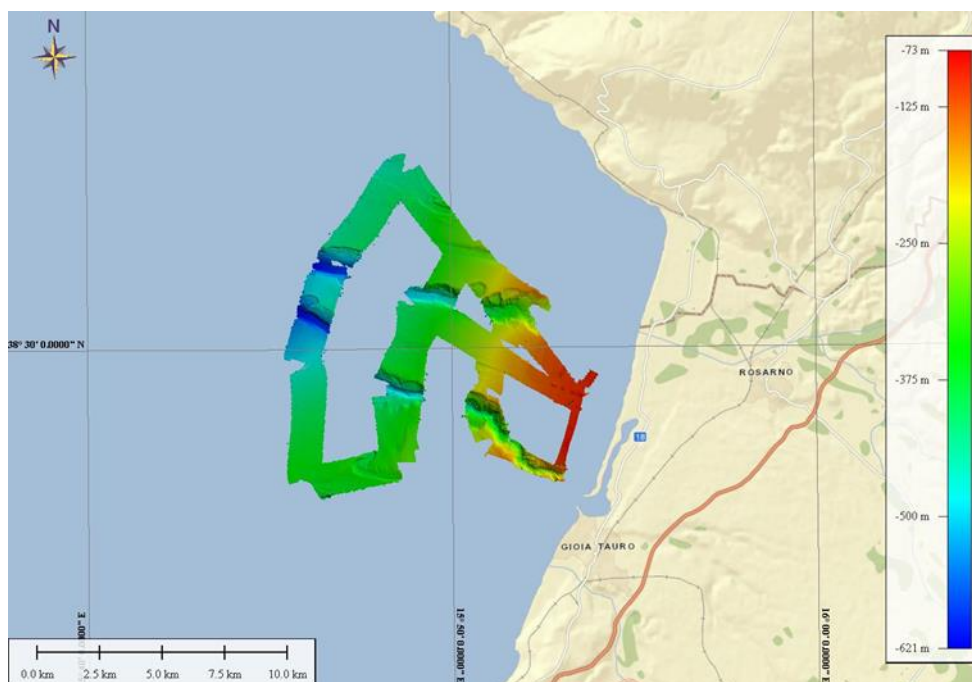 N
-73 m
-125 m
-250 m
38° 30' 0.0000" N
ROSARNO
-375 m
18
-500 m
GIOIA TAURO
15° 50' 0.0000" E
16° 0' 0.0000" E
-621 m
0.0 km 2.5 km 5.0 km 7.5 km 10.0 km